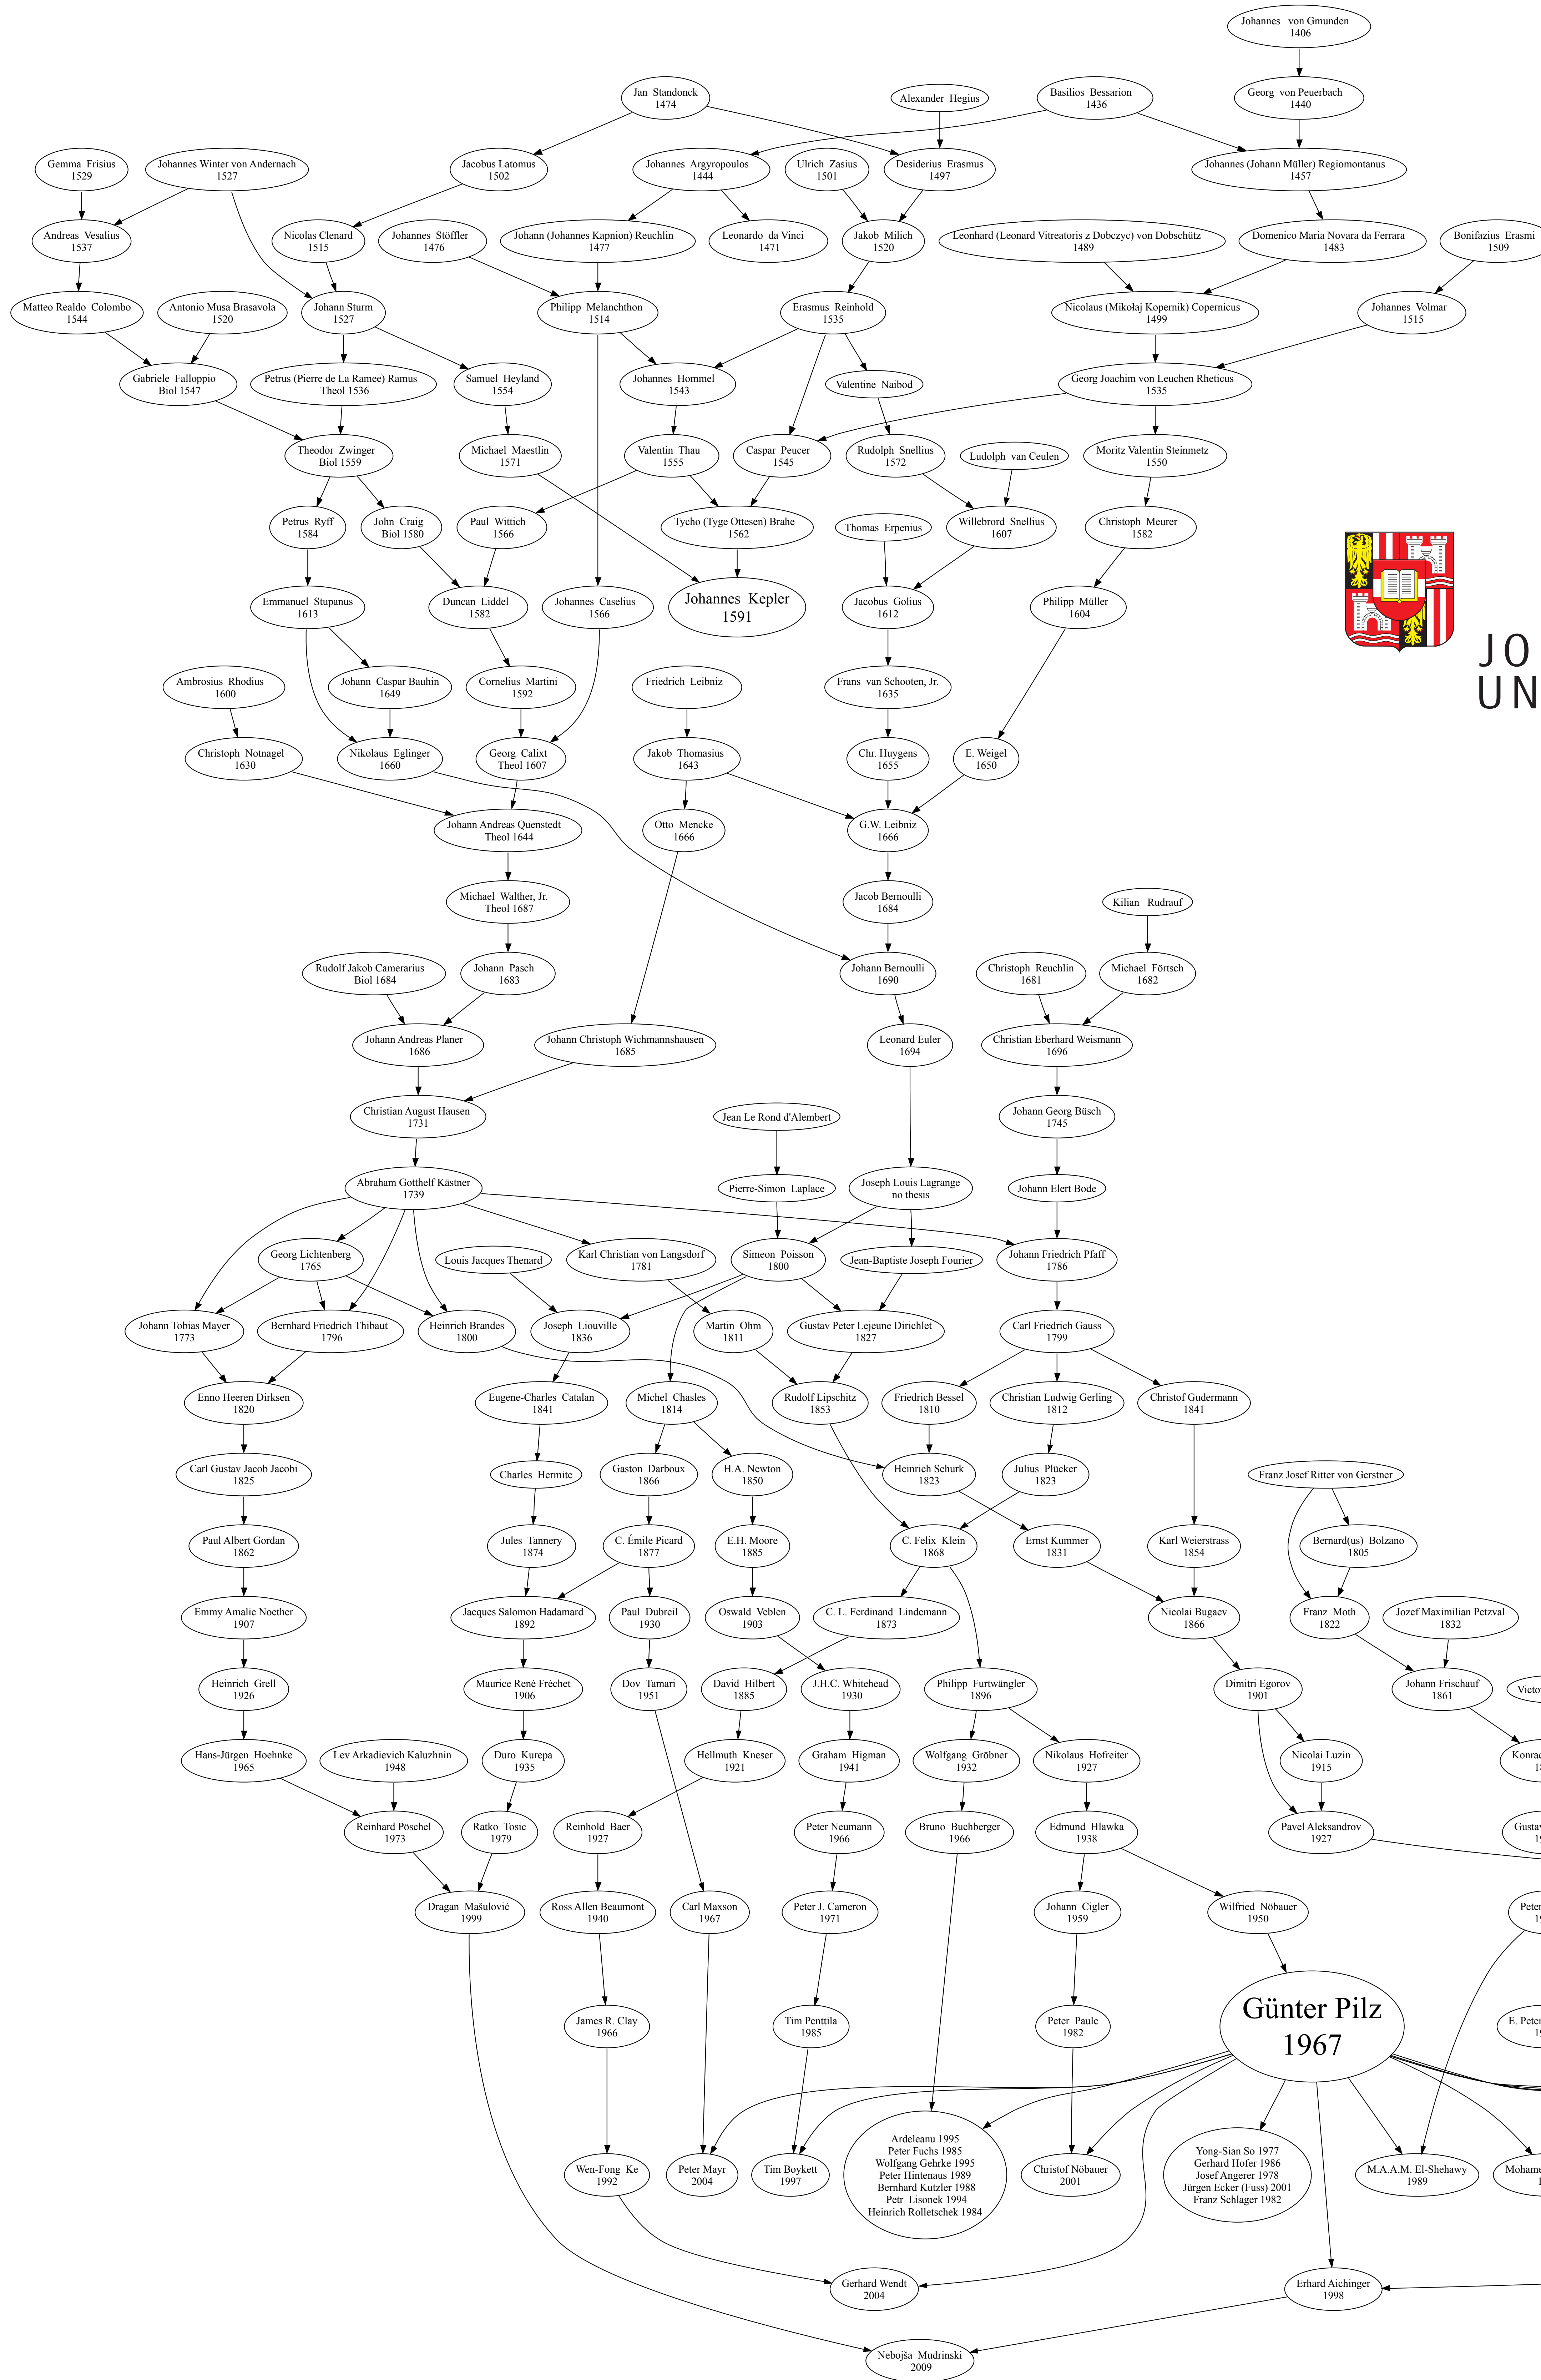 Johannes von Gmunden
1406
Jan Standonck
1474
Alexander Hegius
Basilios Bessarion
1436
Georg von Peuerbach
1440
Gemma Frisius
1529
Johannes Winter von Andernach
1527
Jacobus Latomus
1502
Johannes Argyropoulos
1444
Ulrich Zasius
1501
Desiderius Erasmus
1497
Johannes (Johann Müller) Regiomontanus
1457
Andreas Vesalius
1537
Nicolas Clenard
1515
Johannes Stöffler
1476
Johann (Johannes Kapnion) Reuchlin
1477
Leonardo da Vinci
1471
Jakob Milich
1520
Leonhard (Leonard Vitreatoris z Dobczyc) von Dobschütz
1489
Domenico Maria Novara da Ferrara
1483
Bonifazius Erasmi
1509
Matteo Realdo Colombo
1544
Antonio Musa Brasavola
1520
Johann Sturm
1527
Philipp Melanchthon
1514
Erasmus Reinhold
1535
Nicolaus (Mikołaj Kopernik) Copernicus
1499
Johannes Volmar
1515
Gabriele Falloppio
Biol 1547
Petrus (Pierre de La Ramee) Ramus
Theol 1536
Samuel Heyland
1554
Johannes Hommel
1543
Valentine Naibod
Georg Joachim von Leuchen Rheticus
1535
Theodor Zwinger
Biol 1559
Michael Maestlin
1571
Valentin Thau
1555
Caspar Peucer
1545
Rudolph Snellius
1572
Ludolph van Ceulen
Moritz Valentin Steinmetz
1550
Petrus Ryff
1584
John Craig
Biol 1580
Paul Wittich
1566
Tycho (Tyge Ottesen) Brahe
1562
Thomas Erpenius
Willebrord Snellius
1607
Christoph Meurer
1582
Emmanuel Stupanus
1613
Duncan Liddel
1582
Johannes Caselius
1566
Johannes Kepler
1591
Jacobus Golius
1612
Philipp Müller
1604
JO
UN
Ambrosius Rhodius
1600
Johann Caspar Bauhin
1649
Cornelius Martini
1592
Friedrich Leibniz
Frans van Schooten, Jr.
1635
Christoph Notnagel
1630
Nikolaus Eglinger
1660
Georg Calixt
Theol 1607
Jakob Thomasius
1643
Chr. Huygens
1655
E. Weigel
1650
Johann Andreas Quenstedt
Theol 1644
Otto Mencke
1666
G.W. Leibniz
1666
Michael Walther, Jr.
Theol 1687
Jacob Bernoulli
1684
Kilian Rudrauf
Rudolf Jakob Camerarius
Biol 1684
Johann Pasch
1683
Johann Bernoulli
1690
Christoph Reuchlin
1681
Michael Förtsch
1682
Johann Andreas Planer
1686
Johann Christoph Wichmannshausen
1685
Leonard Euler
1694
Christian Eberhard Weismann
1696
Christian August Hausen
1731
Jean Le Rond d'Alembert
Johann Georg Büsch
1745
Abraham Gotthelf Kästner
1739
Pierre-Simon Laplace
Joseph Louis Lagrange
no thesis
Johann Elert Bode
Georg Lichtenberg
1765
Louis Jacques Thenard
Karl Christian von Langsdorf
1781
Simeon Poisson
1800
Jean-Baptiste Joseph Fourier
Johann Friedrich Pfaff
1786
Johann Tobias Mayer
1773
Bernhard Friedrich Thibaut
1796
Heinrich Brandes
1800
Joseph Liouville
1836
Martin Ohm
1811
Gustav Peter Lejeune Dirichlet
1827
Carl Friedrich Gauss
1799
Enno Heeren Dirksen
1820
Eugene-Charles Catalan
1841
Michel Chasles
1814
Rudolf Lipschitz
1853
Friedrich Bessel
1810
Christian Ludwig Gerling
1812
Christof Gudermann
1841
Carl Gustav Jacob Jacobi
1825
Charles Hermite
Gaston Darboux
1866
H.A. Newton
1850
Heinrich Schurk
1823
Julius Plücker
1823
Franz Josef Ritter von Gerstner
Paul Albert Gordan
1862
Jules Tannery
1874
C. Émile Picard
1877
E.H. Moore
1885
C. Felix Klein
1868
Ernst Kummer
1831
Karl Weierstrass
1854
Bernard(us) Bolzano
1805
Emmy Amalie Noether
1907
Jacques Salomon Hadamard
1892
Paul Dubreil
1930
Oswald Veblen
1903
C. L. Ferdinand Lindemann
1873
Nicolai Bugaev
1866
Franz Moth
1822
Jozef Maximilian Petzval
1832
Heinrich Grell
1926
Maurice René Fréchet
1906
Dov Tamari
1951
David Hilbert
1885
J.H.C. Whitehead
1930
Philipp Furtwängler
1896
Dimitri Egorov
1901
Johann Frischauf
1861
Victo
Hans-Jürgen Hoehnke
1965
Lev Arkadievich Kaluzhnin
1948
Duro Kurepa
1935
Hellmuth Kneser
1921
Graham Higman
1941
Wolfgang Gröbner
1932
Nikolaus Hofreiter
1927
Nicolai Luzin
1915
Konrad
18
Reinhard Pöschel
1973
Ratko Tosic
1979
Reinhold Baer
1927
Peter Neumann
1966
Bruno Buchberger
1966
Edmund Hlawka
1938
Pavel Aleksandrov
1927
Gustav
19
Dragan Mašulović
1999
Ross Allen Beaumont
1940
Carl Maxson
1967
Peter J. Cameron
1971
Johann Cigler
1959
Wilfried Nöbauer
1950
Peter
19
James R. Clay
1966
Tim Penttila
1985
Peter Paule
1982
Günter Pilz
1967
E. Peter
19
Wen-Fong Ke
1992
Peter Mayr
2004
Tim Boykett
1997
Ardeleanu 1995
Peter Fuchs 1985
Wolfgang Gehrke 1995
Peter Hintenaus 1989
Bernhard Kutzler 1988
Petr Lisonek 1994
Heinrich Rolletschek 1984
Christof Nöbauer
2001
Yong-Sian So 1977
Gerhard Hofer 1986
Josef Angerer 1978
Jürgen Ecker (Fuss) 2001
Franz Schlager 1982
M.A.A.M. El-Shehawy
1989
Mohame
1
Gerhard Wendt
2004
Erhard Aichinger
1998
Nebojša Mudrinski
2009